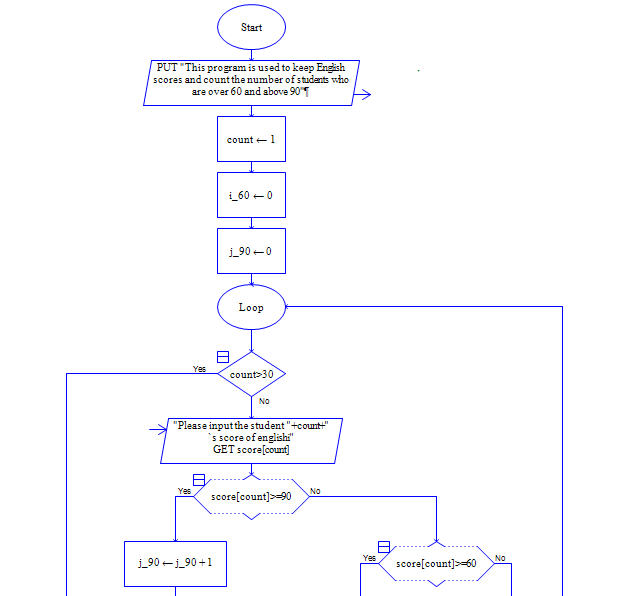 Start
PUT "This program is used to keep English
scores and count the number of students who
are over 60 and above 90"¶
count ← 1
i_60 ← 0
j_90 ← 0
Loop
Yes
count>30
No
"Please input the student "+count+"
`s score of english:"
GET score[count]
Yes
score[count]>=90
No
j_90 ← j_90 + 1
Yes
score[count]>=60
No